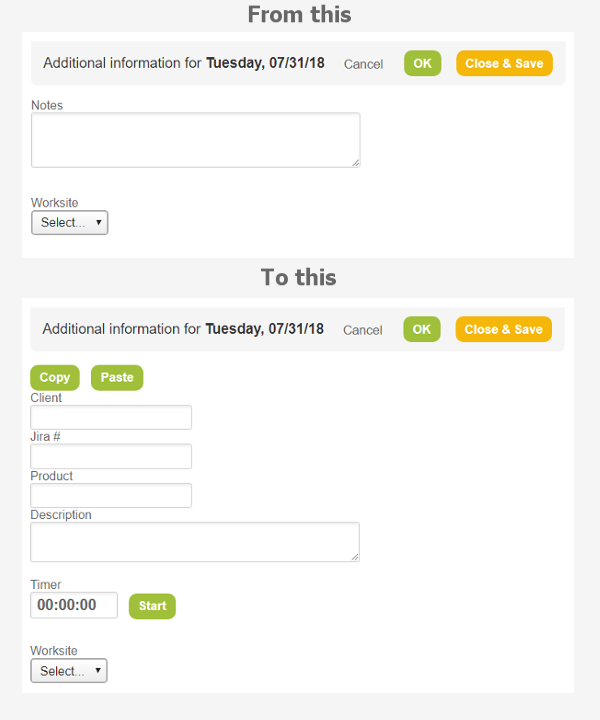 From this
Additional information for Tuesday, 07/31/18 Cancel OK Close & Save
Notes
Worksite
Select...
To this
Additional information for Tuesday, 07/31/18 Cancel OK Close & Save
Copy Paste
Client
Jira #
Product
Description
Timer
00:00:00 Start
Worksite
Select...